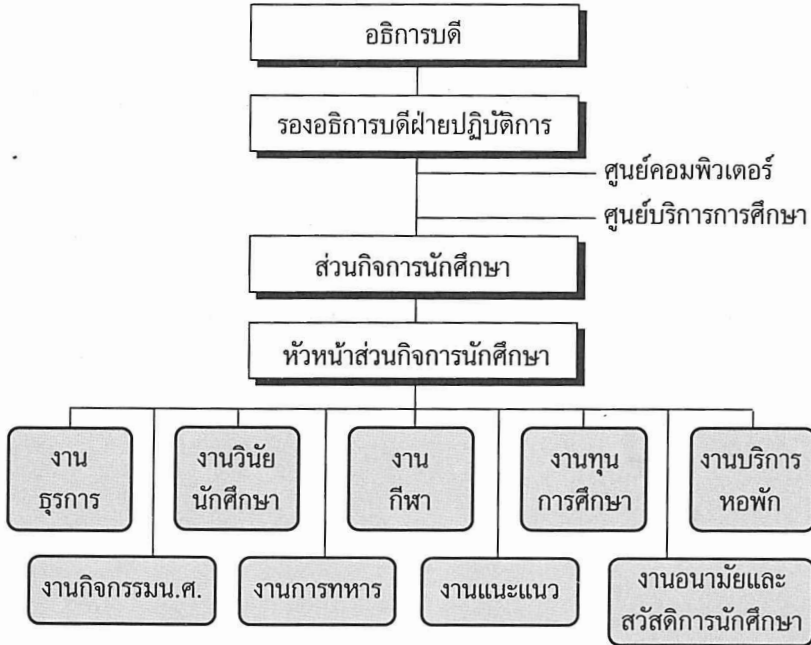 อธิการบดี
รองอธิการบดีฝ่ายปฏิบัติการ
ศูนย์คอมพิวเตอร์
ศูนย์บริการการศึกษา
ส่วนกิจการนักศึกษา
หัวหน้าส่วนกิจการนักศึกษา
งาน
ธุรการ
งานวินัย
นักศึกษา
งาน
กีฬา
งานทุน
การศึกษา
งานบริการ
หอพัก
งานกิจกรรมน.ศ.
งานการทหาร
งานแนะแนว
งานอนามัยและ
สวัสดิการนักศึกษา